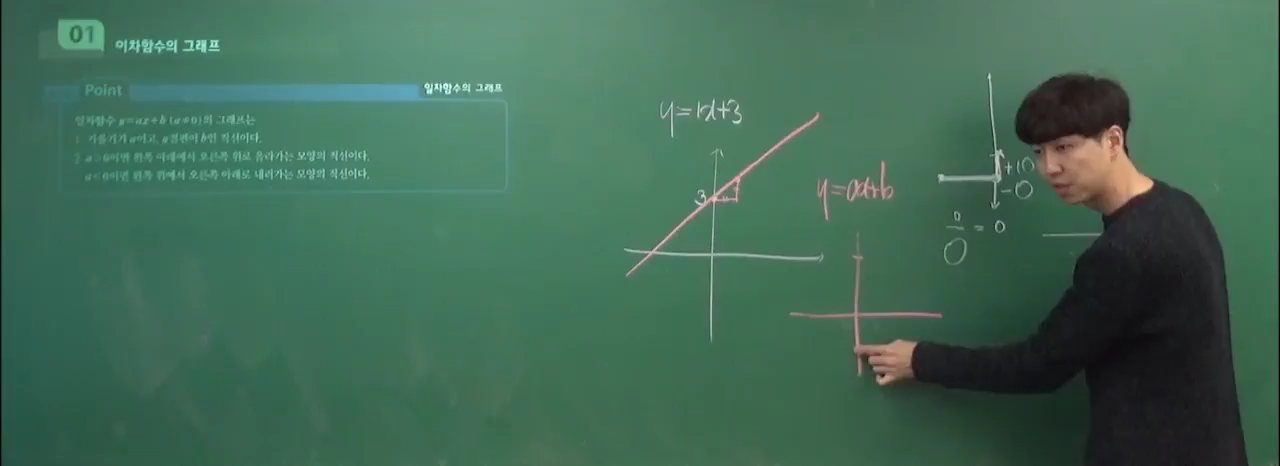 01 이차함수의 그래프
Point 일차함수의 그래프
일차함수 y=ax+b (a≠0)의 그래프는
1 기울기가 a이고, y절편이 b인 직선이다.
2 a>0이면 왼쪽 아래에서 오른쪽 위로 올라가는 모양의 직선이다.
a<0이면 왼쪽 위에서 오른쪽 아래로 내려가는 모양의 직선이다.
y=1x+3
3
y=ax+b
+10
-0
0/0 = 0